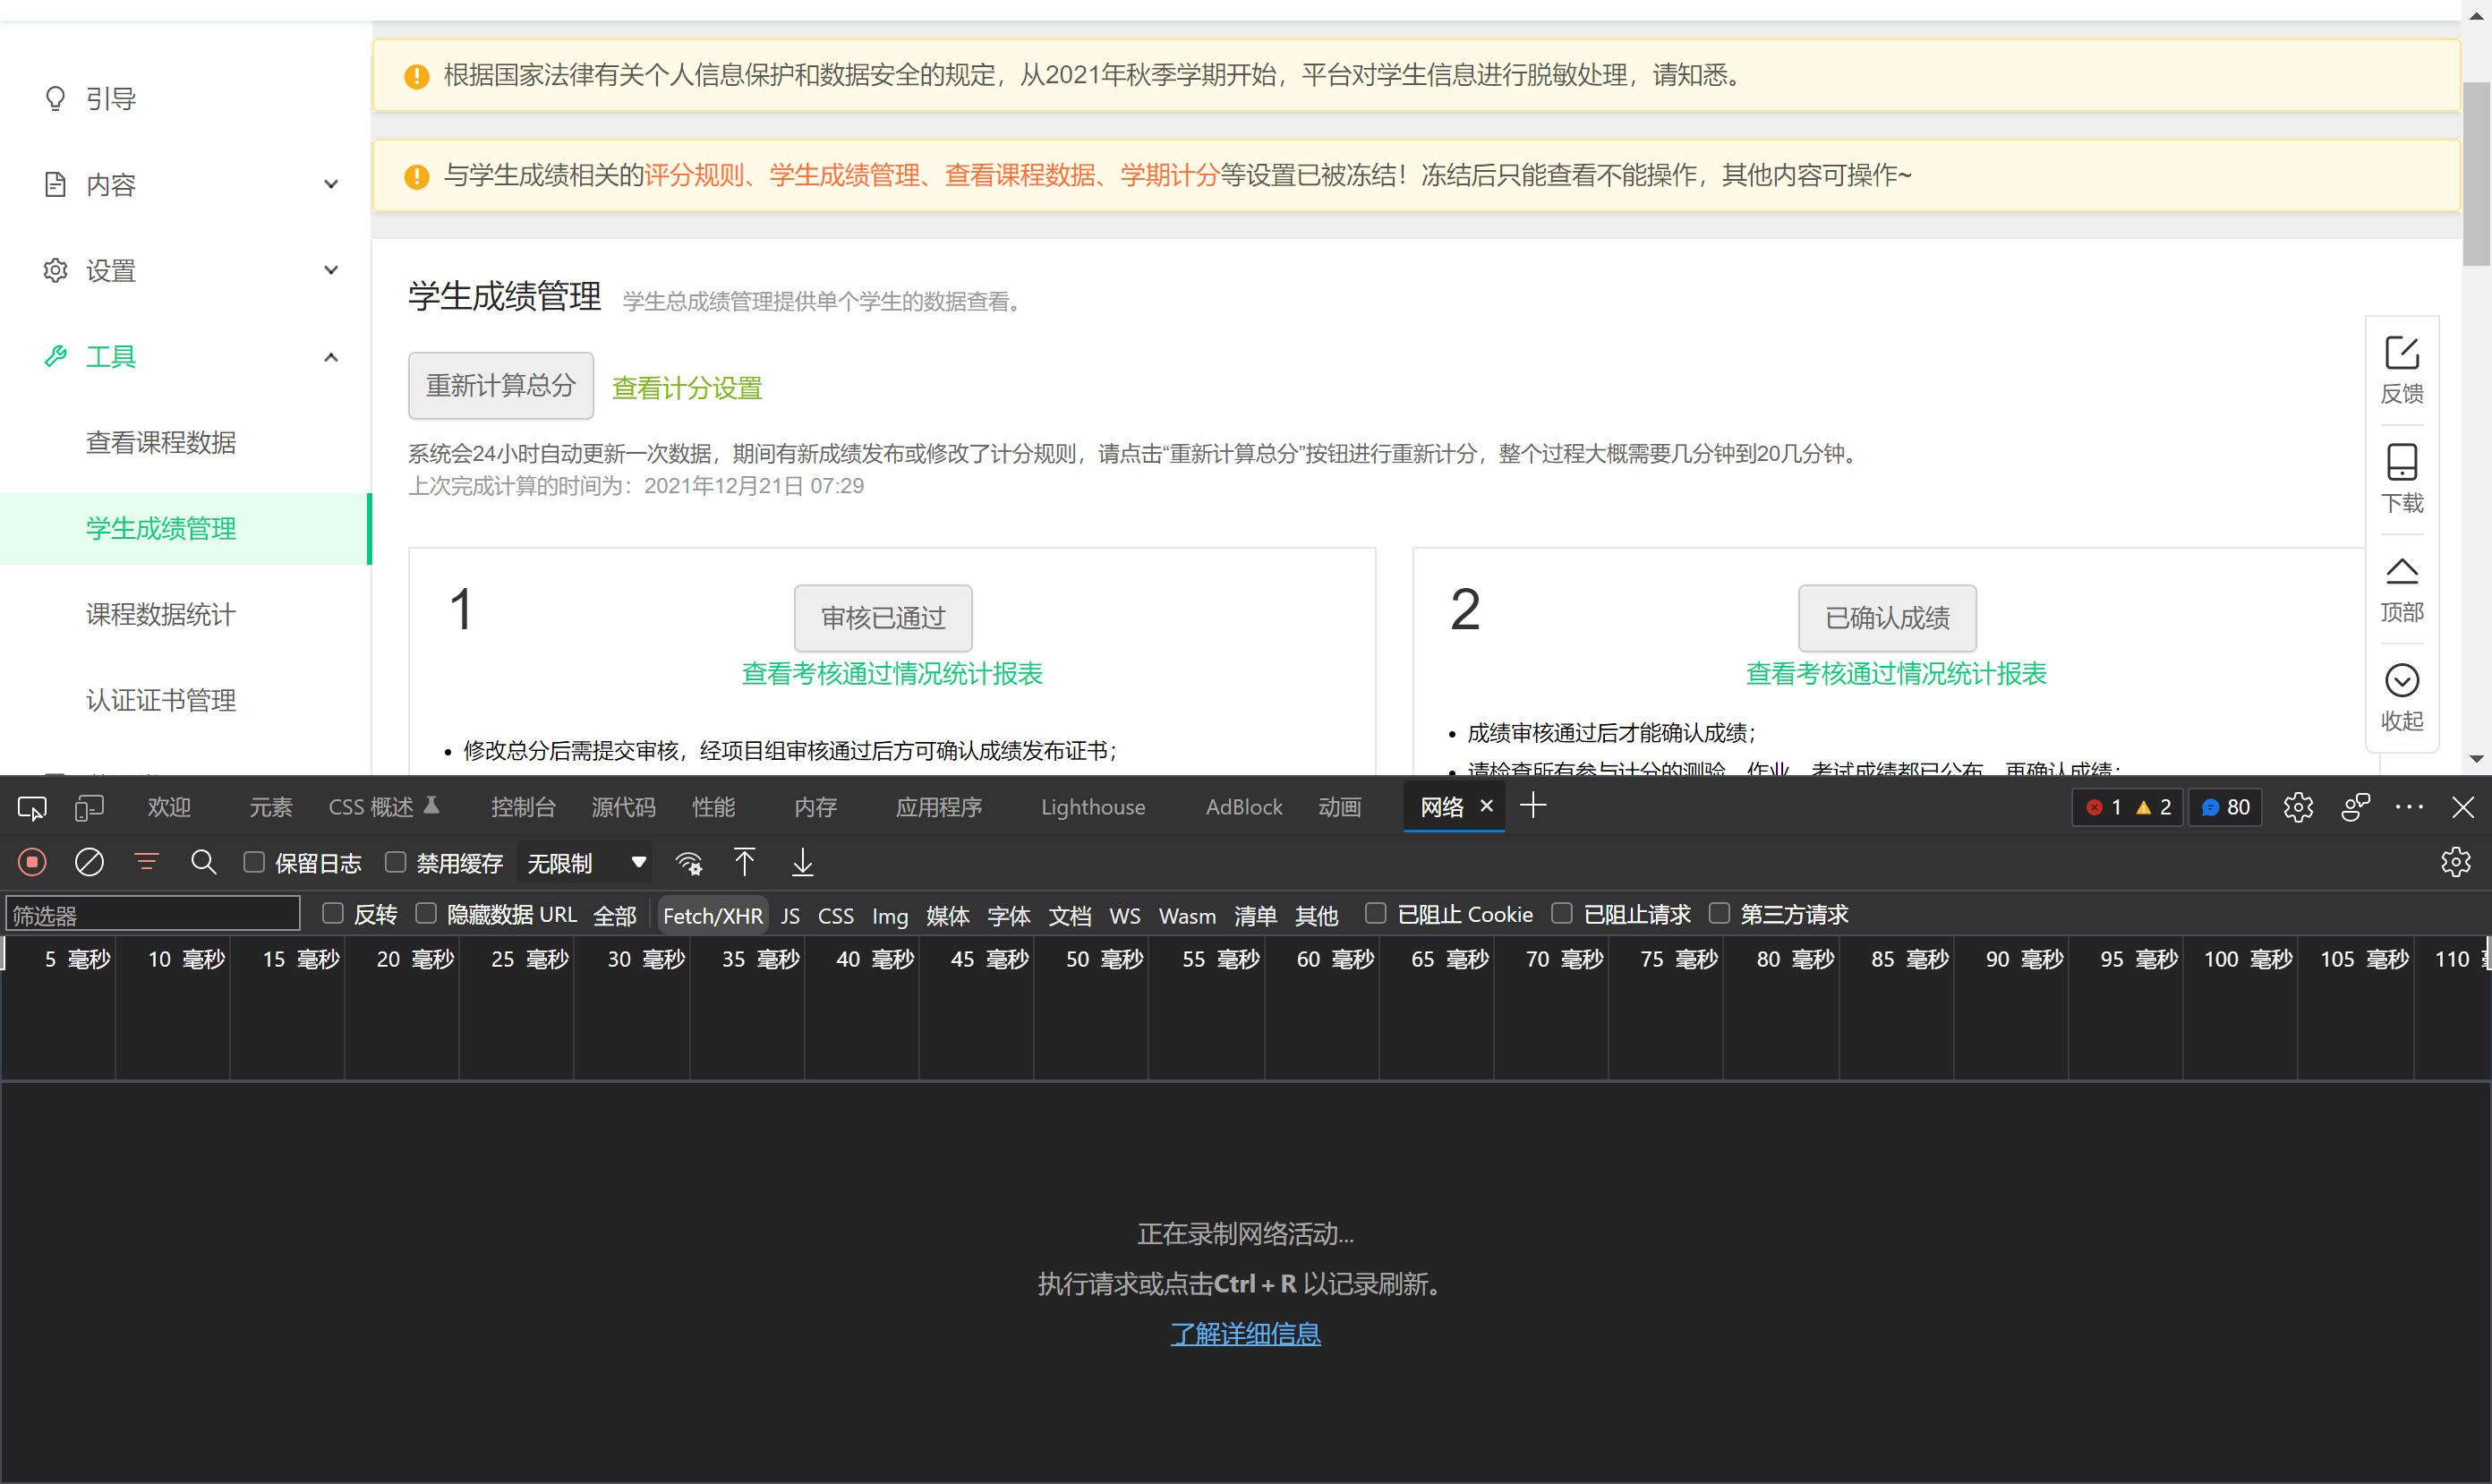 根据国家法律有关个人信息保护和数据安全的规定，从2021年秋季学期开始，平台对学生信息进行脱敏处理，请知悉。
与学生成绩相关的评分规则、学生成绩管理、查看课程数据、学期计分等设置已被冻结！冻结后只能查看不能操作，其他内容可操作~
引导
内容
设置
工具
查看课程数据
学生成绩管理
课程数据统计
认证证书管理
学生成绩管理 学生总成绩管理提供单个学生的数据查看。
重新计算总分 查看计分设置
系统会24小时自动更新一次数据，期间有新成绩发布或修改了计分规则，请点击“重新计算总分”按钮进行重新计分，整个过程大概需要几分钟到20几分钟。
上次完成计算的时间为：2021年12月21日 07:29
1
审核已通过
查看考核通过情况统计报表
• 修改总分后需提交审核，经项目组审核通过后方可确认成绩发布证书；
2
已确认成绩
查看考核通过情况统计报表
• 成绩审核通过后才能确认成绩；
• 请检查所有参与计分的测验、作业、考试成绩都已公布，再确认成绩；
反馈
下载
顶部
收起
欢迎 元素 CSS 概述 控制台 源代码 性能 内存 应用程序 Lighthouse AdBlock 动画 网络 1 2 80
保留日志 禁用缓存 无限制
筛选器 反转 隐藏数据 URL 全部 Fetch/XHR JS CSS Img 媒体 字体 文档 WS Wasm 清单 其他 已阻止 Cookie 已阻止请求 第三方请求
5 毫秒 10 毫秒 15 毫秒 20 毫秒 25 毫秒 30 毫秒 35 毫秒 40 毫秒 45 毫秒 50 毫秒 55 毫秒 60 毫秒 65 毫秒 70 毫秒 75 毫秒 80 毫秒 85 毫秒 90 毫秒 95 毫秒 100 毫秒 105 毫秒 110
正在录制网络活动...
执行请求或点击Ctrl + R 以记录刷新。
了解详细信息